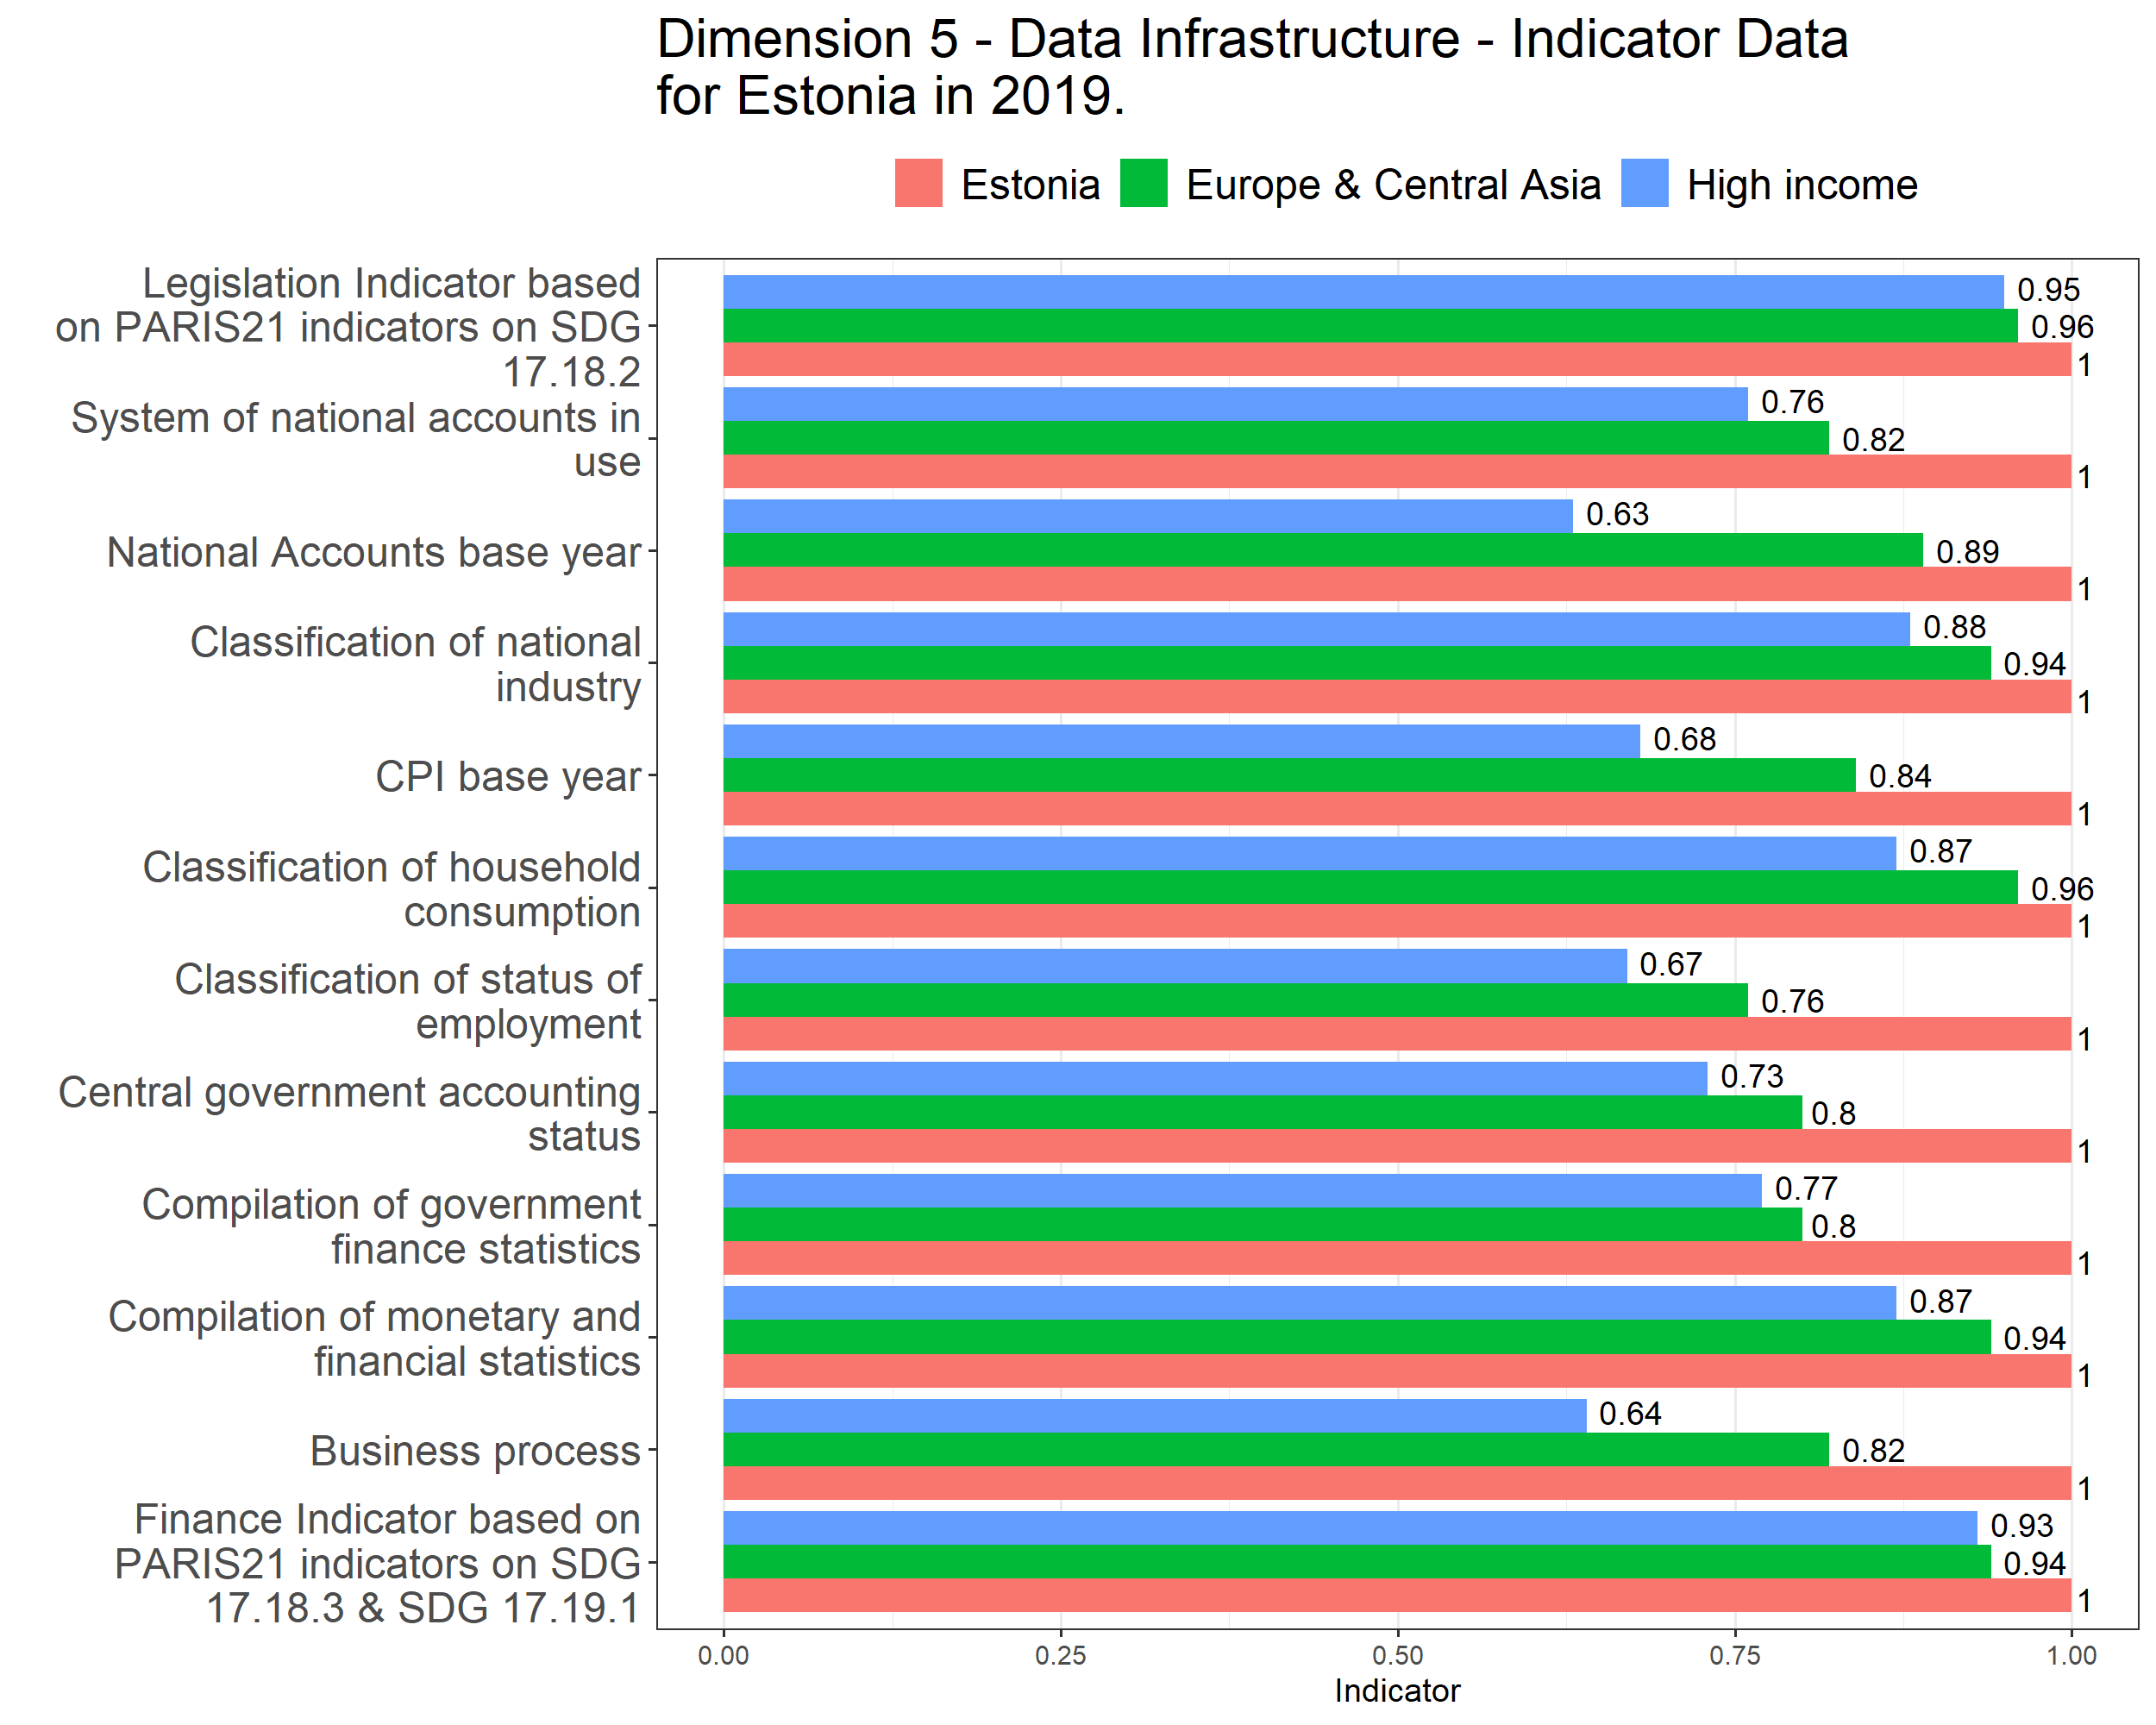 Dimension 5 - Data Infrastructure - Indicator Data
for Estonia in 2019.
Estonia
Europe & Central Asia
High income
Legislation Indicator based
on PARIS21 indicators on SDG
17.18.2
0.95
0.96
1
System of national accounts in
use
0.76
0.82
1
National Accounts base year
0.63
0.89
1
Classification of national
industry
0.88
0.94
1
CPI base year
0.68
0.84
1
Classification of household
consumption
0.87
0.96
1
Classification of status of
employment
0.67
0.76
1
Central government accounting
status
0.73
0.8
1
Compilation of government
finance statistics
0.77
0.8
1
Compilation of monetary and
financial statistics
0.87
0.94
1
Business process
0.64
0.82
1
Finance Indicator based on
PARIS21 indicators on SDG
17.18.3 & SDG 17.19.1
0.93
0.94
1
0.00
0.25
0.50
0.75
1.00
Indicator